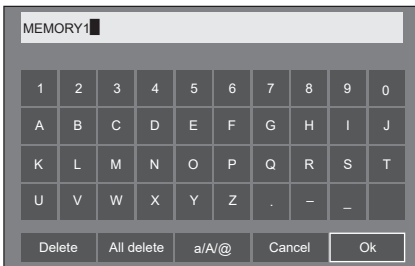 MEMORY1
1 2 3 4 5 6 7 8 9 0
A B C D E F G H I J
K L M N O P Q R S T
U V W X Y Z . – _
Delete All delete a/A/@ Cancel Ok